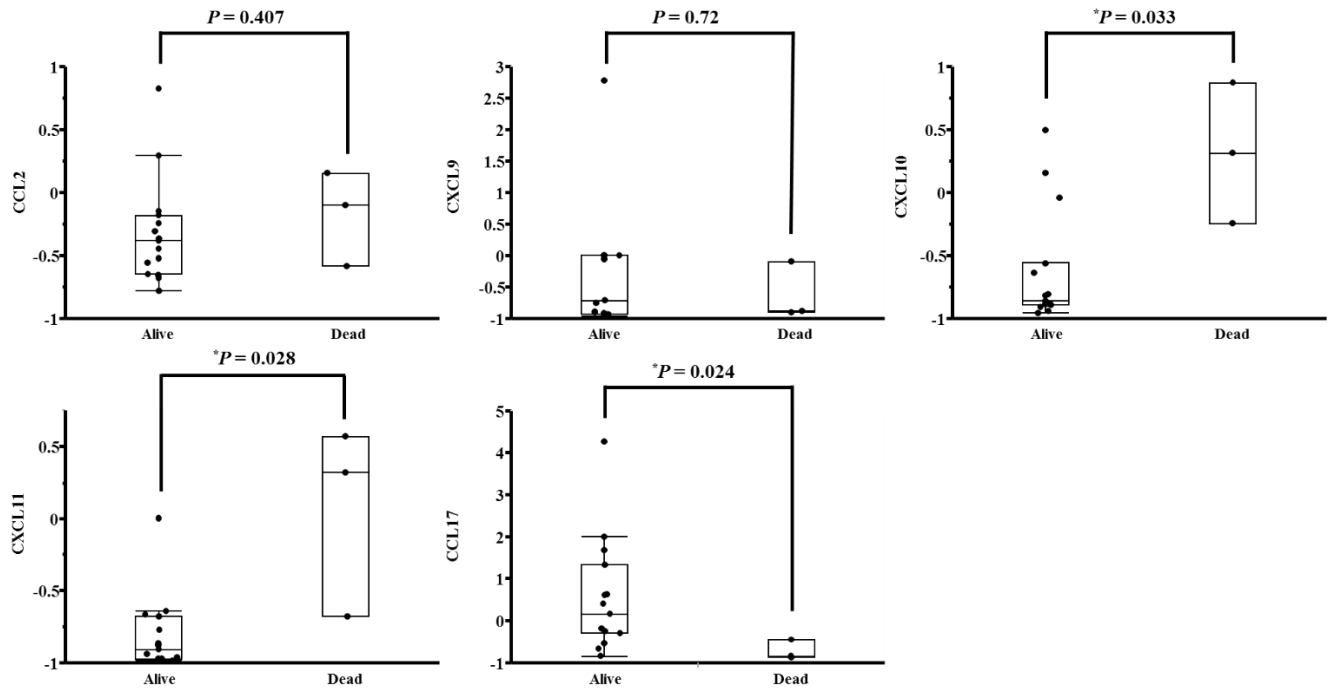 P = 0.407
CCL2
1
0.5
0
-0.5
-1
Alive
Dead
P = 0.72
CXCL9
3
2.5
2
1.5
1
0.5
0
-0.5
-1
Alive
Dead
*P = 0.033
CXCL10
1
0.5
0
-0.5
-1
Alive
Dead
*P = 0.028
CXCL11
0.5
0
-0.5
-1
Alive
Dead
*P = 0.024
CCL17
5
4
3
2
1
0
-1
Alive
Dead